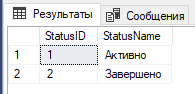 Результаты Сообщения
StatusID StatusName
1 1 Активно
2 2 Завершено